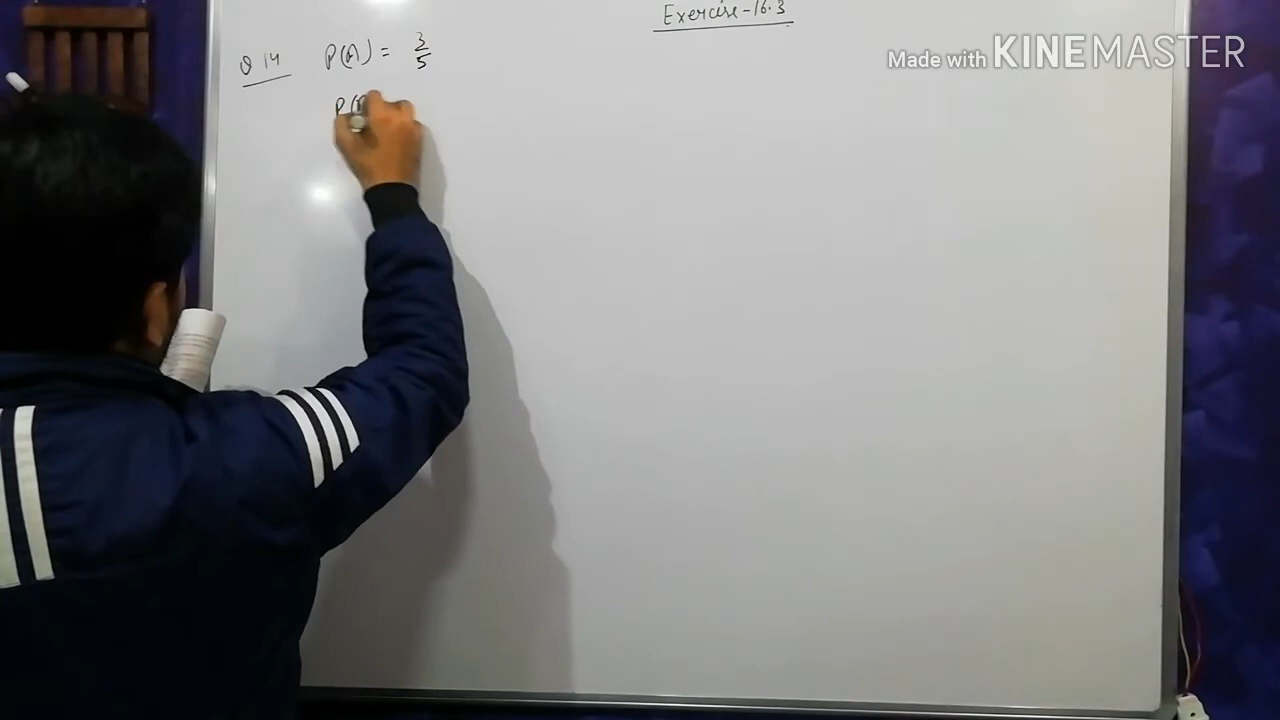 Exercise-16.3
Made with KINEMASTER
Q 14 P(A) = 3/5
P(